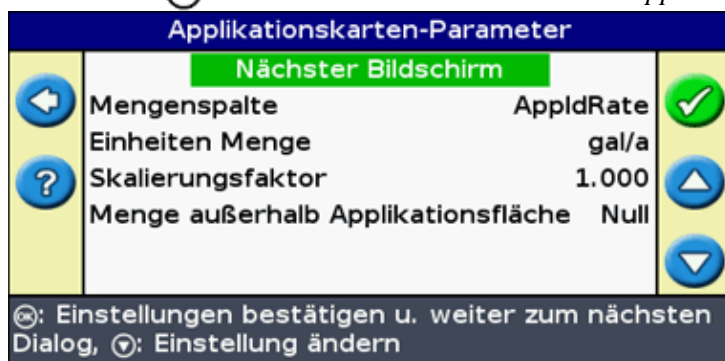 Applikationskarten-Parameter
Nächster Bildschirm
Mengenspalte AppldRate
Einheiten Menge gal/a
Skalierungsfaktor 1.000
Menge außerhalb Applikationsfläche Null
?
OK: Einstellungen bestätigen u. weiter zum nächsten
Dialog, : Einstellung ändern